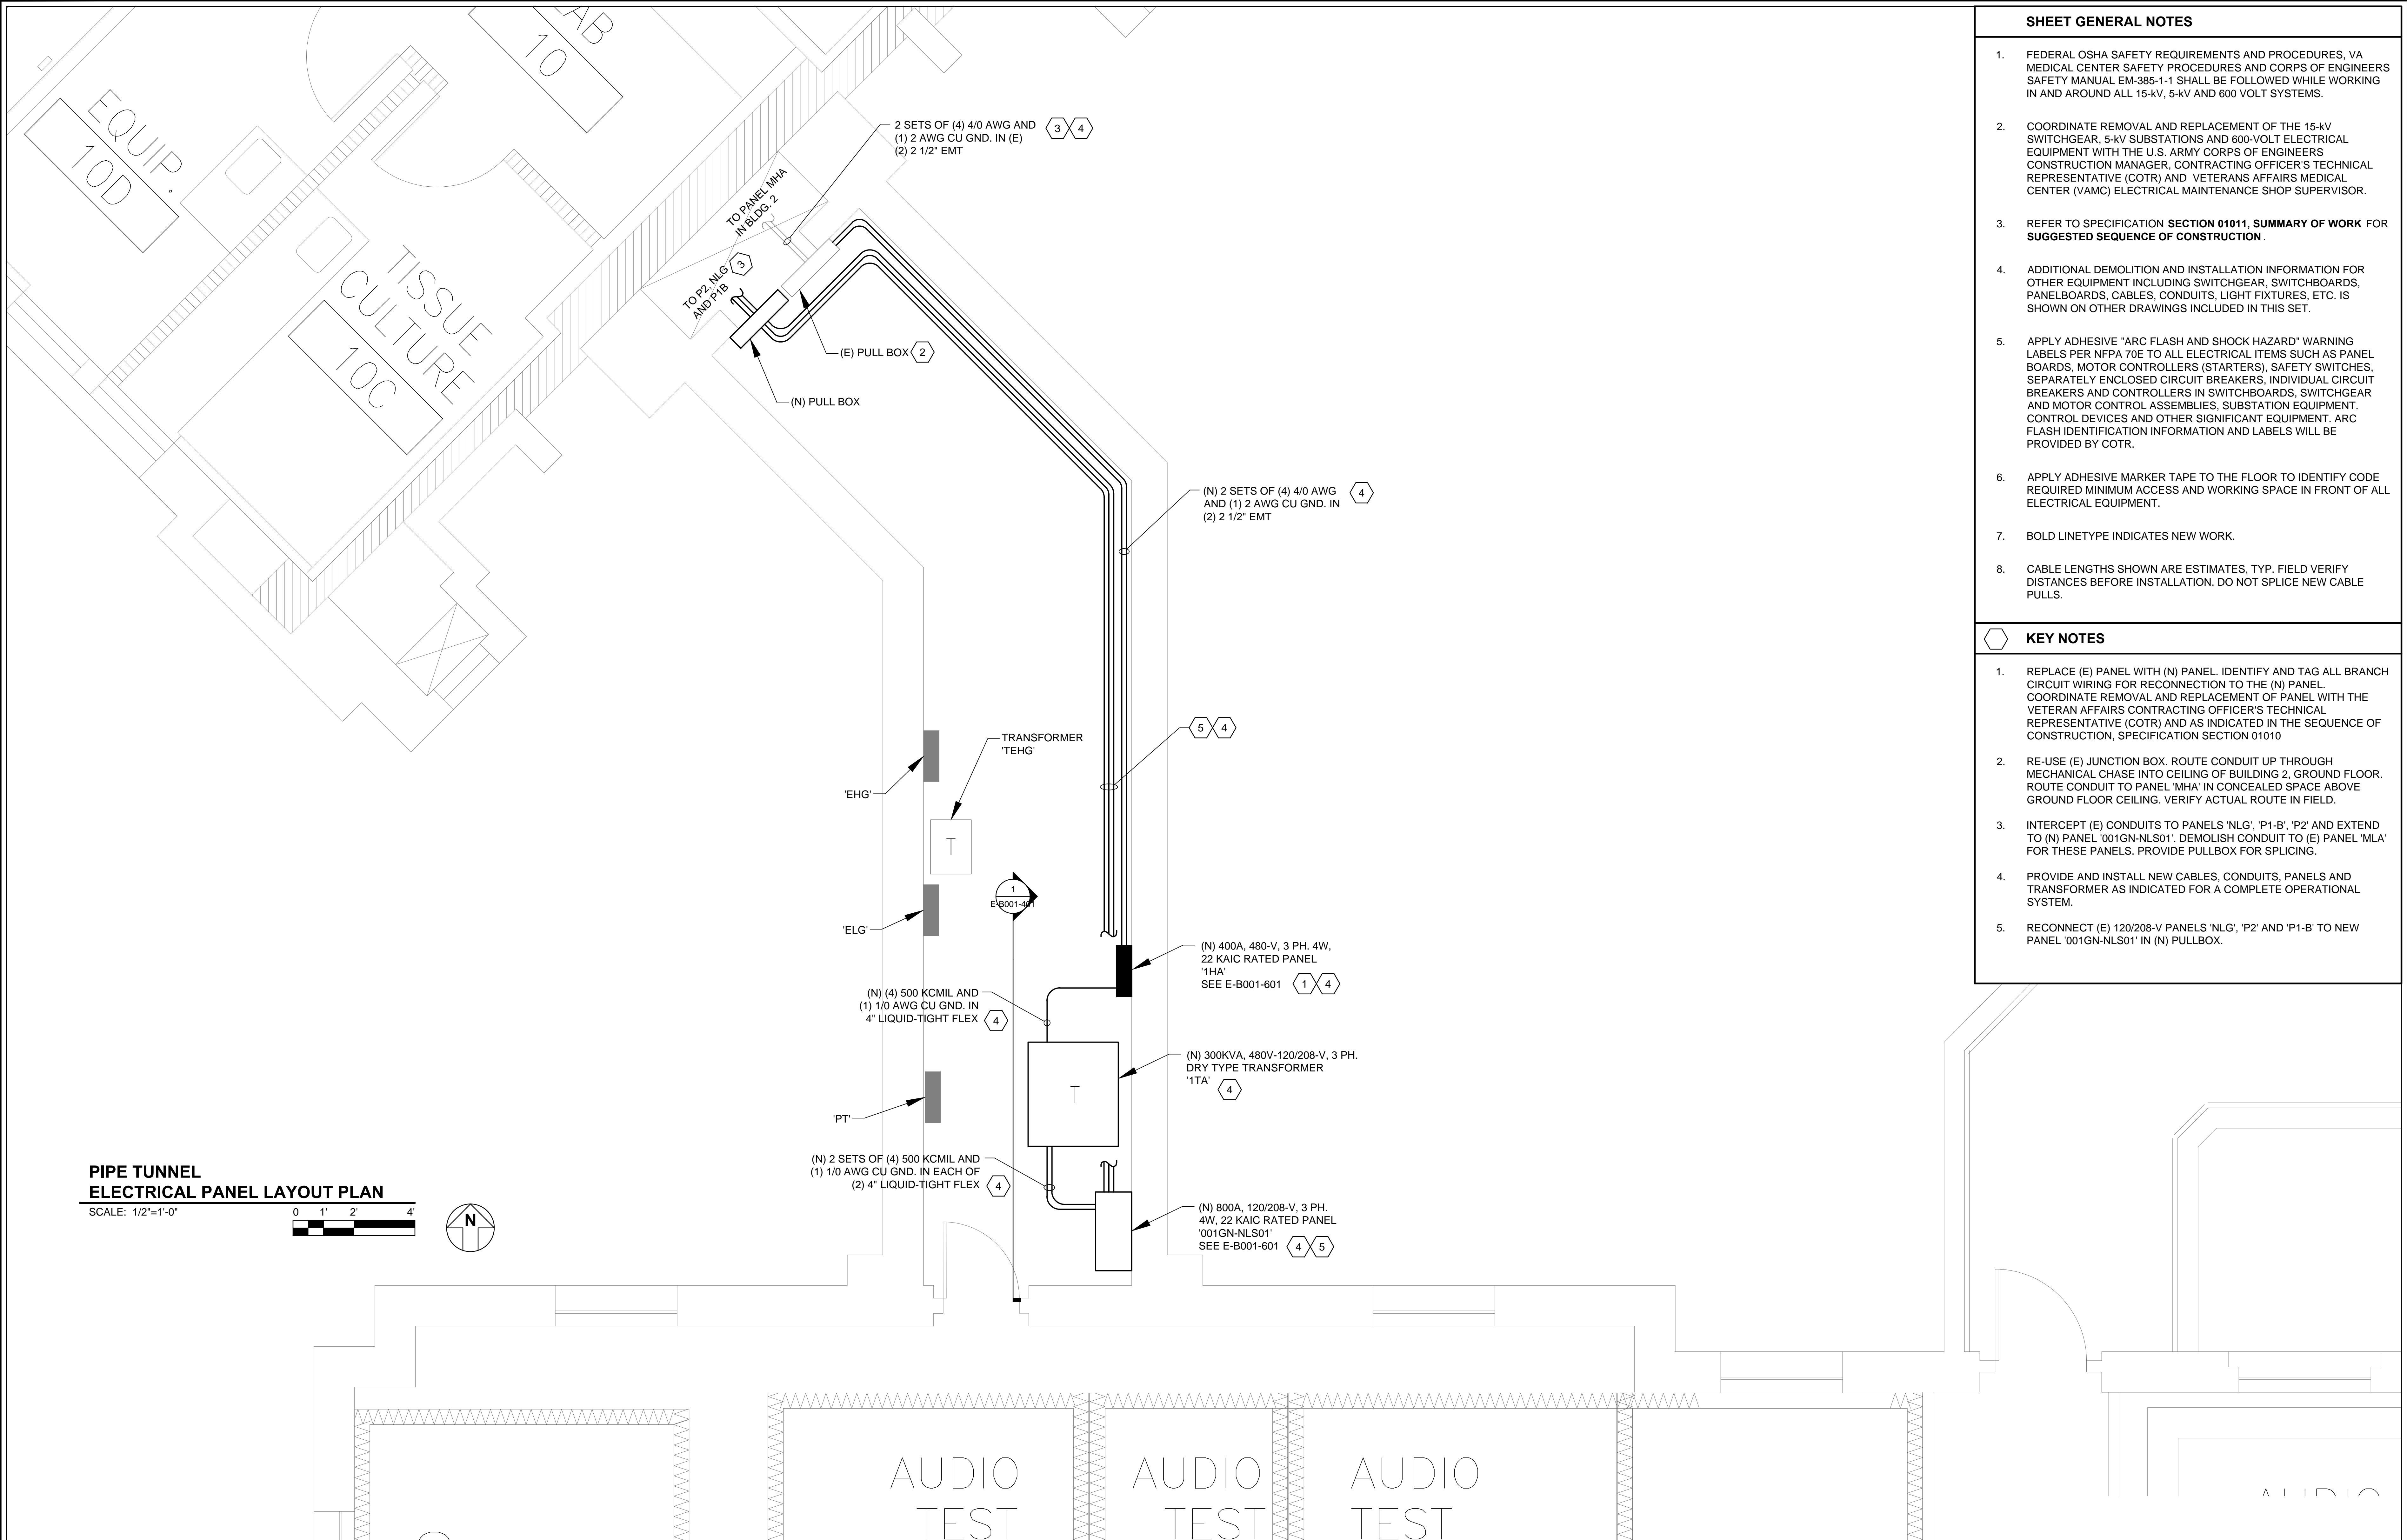 EQUIP.
10D
LAB
10
TISSUE
CULTURE
10C
2 SETS OF (4) 4/0 AWG AND
(1) 2 AWG CU GND. IN (E)
(2) 2 1/2" EMT
3
4
TO PANEL MHA
IN BLDG. 2
TO P2, NLG
AND P1B
3
(E) PULL BOX
2
(N) PULL BOX
(N) 2 SETS OF (4) 4/0 AWG
AND (1) 2 AWG CU GND. IN
(2) 2 1/2" EMT
4
5
4
TRANSFORMER
'TEHG'
'EHG'
T
1
E-B001-401
'ELG'
(N) 400A, 480-V, 3 PH. 4W,
22 KAIC RATED PANEL
'1HA'
SEE E-B001-601
1
4
(N) (4) 500 KCMIL AND
(1) 1/0 AWG CU GND. IN
4" LIQUID-TIGHT FLEX
4
(N) 300KVA, 480V-120/208-V, 3 PH.
DRY TYPE TRANSFORMER
'1TA'
4
T
'PT'
(N) 2 SETS OF (4) 500 KCMIL AND
(1) 1/0 AWG CU GND. IN EACH OF
(2) 4" LIQUID-TIGHT FLEX
4
(N) 800A, 120/208-V, 3 PH.
4W, 22 KAIC RATED PANEL
'001GN-NLS01'
SEE E-B001-601
4
5
PIPE TUNNEL
ELECTRICAL PANEL LAYOUT PLAN
SCALE: 1/2"=1'-0"
0 1' 2' 4'
N
AUDIO
TEST
AUDIO
TEST
AUDIO
TEST
SHEET GENERAL NOTES
1. FEDERAL OSHA SAFETY REQUIREMENTS AND PROCEDURES, VA
MEDICAL CENTER SAFETY PROCEDURES AND CORPS OF ENGINEERS
SAFETY MANUAL EM-385-1-1 SHALL BE FOLLOWED WHILE WORKING
IN AND AROUND ALL 15-kV, 5-kV AND 600 VOLT SYSTEMS.
2. COORDINATE REMOVAL AND REPLACEMENT OF THE 15-kV
SWITCHGEAR, 5-kV SUBSTATIONS AND 600-VOLT ELECTRICAL
EQUIPMENT WITH THE U.S. ARMY CORPS OF ENGINEERS
CONSTRUCTION MANAGER, CONTRACTING OFFICER'S TECHNICAL
REPRESENTATIVE (COTR) AND VETERANS AFFAIRS MEDICAL
CENTER (VAMC) ELECTRICAL MAINTENANCE SHOP SUPERVISOR.
3. REFER TO SPECIFICATION SECTION 01011, SUMMARY OF WORK FOR
SUGGESTED SEQUENCE OF CONSTRUCTION.
4. ADDITIONAL DEMOLITION AND INSTALLATION INFORMATION FOR
OTHER EQUIPMENT INCLUDING SWITCHGEAR, SWITCHBOARDS,
PANELBOARDS, CABLES, CONDUITS, LIGHT FIXTURES, ETC. IS
SHOWN ON OTHER DRAWINGS INCLUDED IN THIS SET.
5. APPLY ADHESIVE "ARC FLASH AND SHOCK HAZARD" WARNING
LABELS PER NFPA 70E TO ALL ELECTRICAL ITEMS SUCH AS PANEL
BOARDS, MOTOR CONTROLLERS (STARTERS), SAFETY SWITCHES,
SEPARATELY ENCLOSED CIRCUIT BREAKERS, INDIVIDUAL CIRCUIT
BREAKERS AND CONTROLLERS IN SWITCHBOARDS, SWITCHGEAR
AND MOTOR CONTROL ASSEMBLIES, SUBSTATION EQUIPMENT.
CONTROL DEVICES AND OTHER SIGNIFICANT EQUIPMENT. ARC
FLASH IDENTIFICATION INFORMATION AND LABELS WILL BE
PROVIDED BY COTR.
6. APPLY ADHESIVE MARKER TAPE TO THE FLOOR TO IDENTIFY CODE
REQUIRED MINIMUM ACCESS AND WORKING SPACE IN FRONT OF ALL
ELECTRICAL EQUIPMENT.
7. BOLD LINETYPE INDICATES NEW WORK.
8. CABLE LENGTHS SHOWN ARE ESTIMATES, TYP. FIELD VERIFY
DISTANCES BEFORE INSTALLATION. DO NOT SPLICE NEW CABLE
PULLS.
KEY NOTES
1. REPLACE (E) PANEL WITH (N) PANEL. IDENTIFY AND TAG ALL BRANCH
CIRCUIT WIRING FOR RECONNECTION TO THE (N) PANEL.
COORDINATE REMOVAL AND REPLACEMENT OF PANEL WITH THE
VETERAN AFFAIRS CONTRACTING OFFICER'S TECHNICAL
REPRESENTATIVE (COTR) AND AS INDICATED IN THE SEQUENCE OF
CONSTRUCTION, SPECIFICATION SECTION 01010
2. RE-USE (E) JUNCTION BOX. ROUTE CONDUIT UP THROUGH
MECHANICAL CHASE INTO CEILING OF BUILDING 2, GROUND FLOOR.
ROUTE CONDUIT TO PANEL 'MHA' IN CONCEALED SPACE ABOVE
GROUND FLOOR CEILING. VERIFY ACTUAL ROUTE IN FIELD.
3. INTERCEPT (E) CONDUITS TO PANELS 'NLG', 'P1-B', 'P2' AND EXTEND
TO (N) PANEL '001GN-NLS01'. DEMOLISH CONDUIT TO (E) PANEL 'MLA'
FOR THESE PANELS. PROVIDE PULLBOX FOR SPLICING.
4. PROVIDE AND INSTALL NEW CABLES, CONDUITS, PANELS AND
TRANSFORMER AS INDICATED FOR A COMPLETE OPERATIONAL
SYSTEM.
5. RECONNECT (E) 120/208-V PANELS 'NLG', 'P2' AND 'P1-B' TO NEW
PANEL '001GN-NLS01' IN (N) PULLBOX.